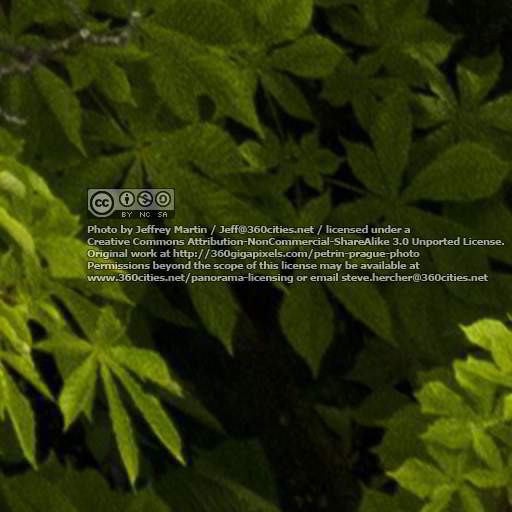 cc
BY NC SA
Photo by Jeffrey Martin / Jeff@360cities.net / licensed under a
Creative Commons Attribution-NonCommercial-ShareAlike 3.0 Unported License.
Original work at http://360gigapixels.com/petrin-prague-photo
Permissions beyond the scope of this license may be available at
www.360cities.net/panorama-licensing or email steve.hercher@360cities.net